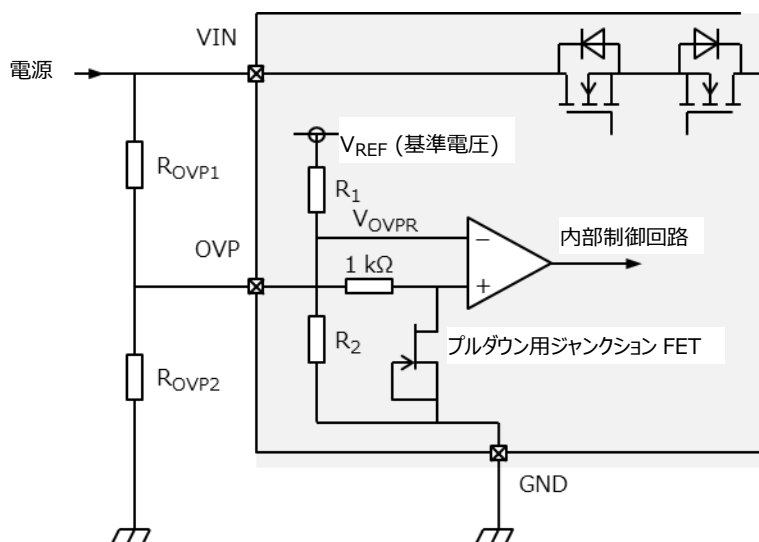 VIN
電源
VREF (基準電圧)
ROVP1
R1
VOVPR
OVP
1 kΩ
−
+
内部制御回路
R2
プルダウン用ジャンクション FET
ROVP2
GND